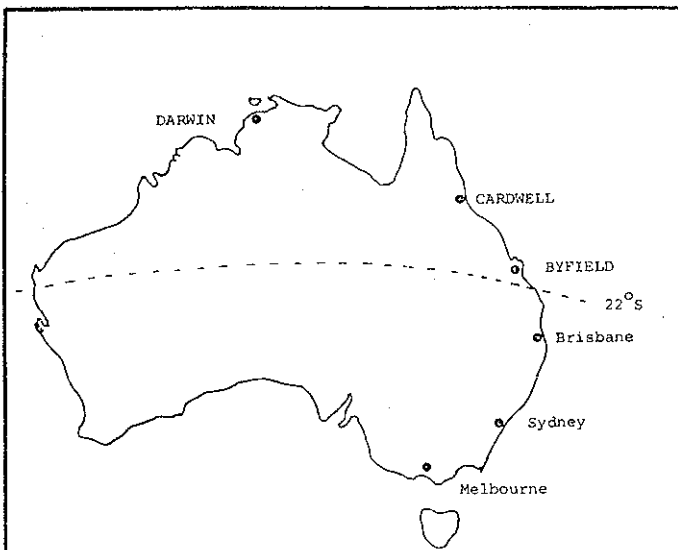 DARWIN
CARDWELL
BYFIELD
22°S
Brisbane
Sydney
Melbourne